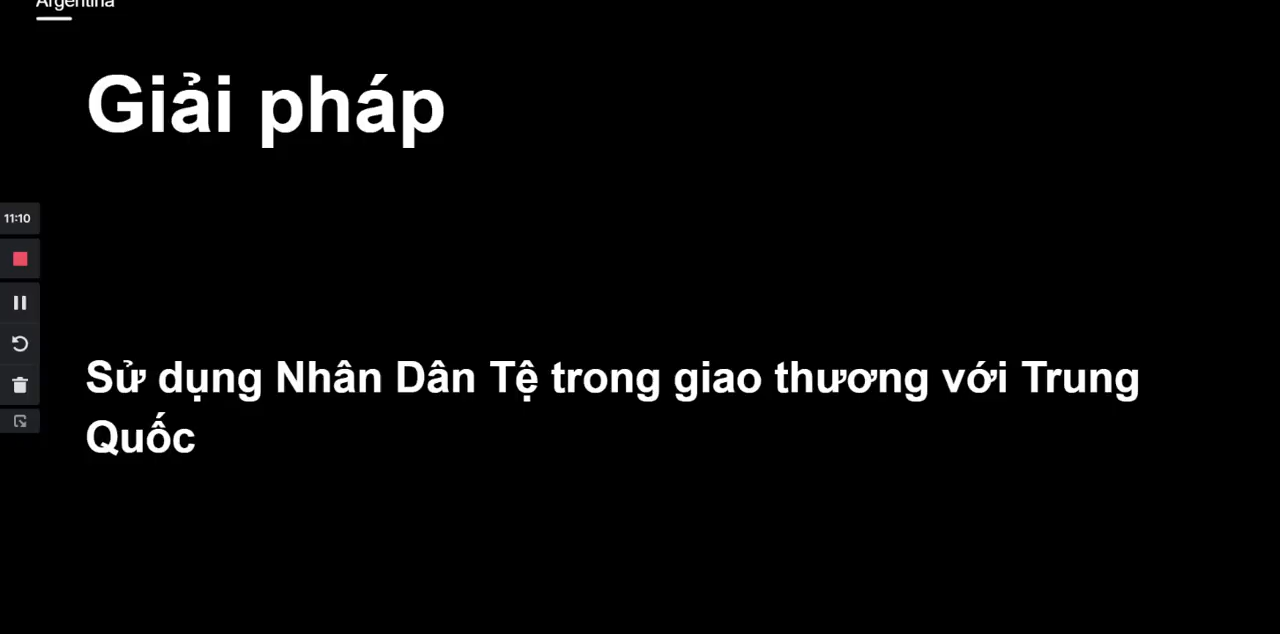 Argentina
Giải pháp
11:10
Sử dụng Nhân Dân Tệ trong giao thương với Trung
Quốc